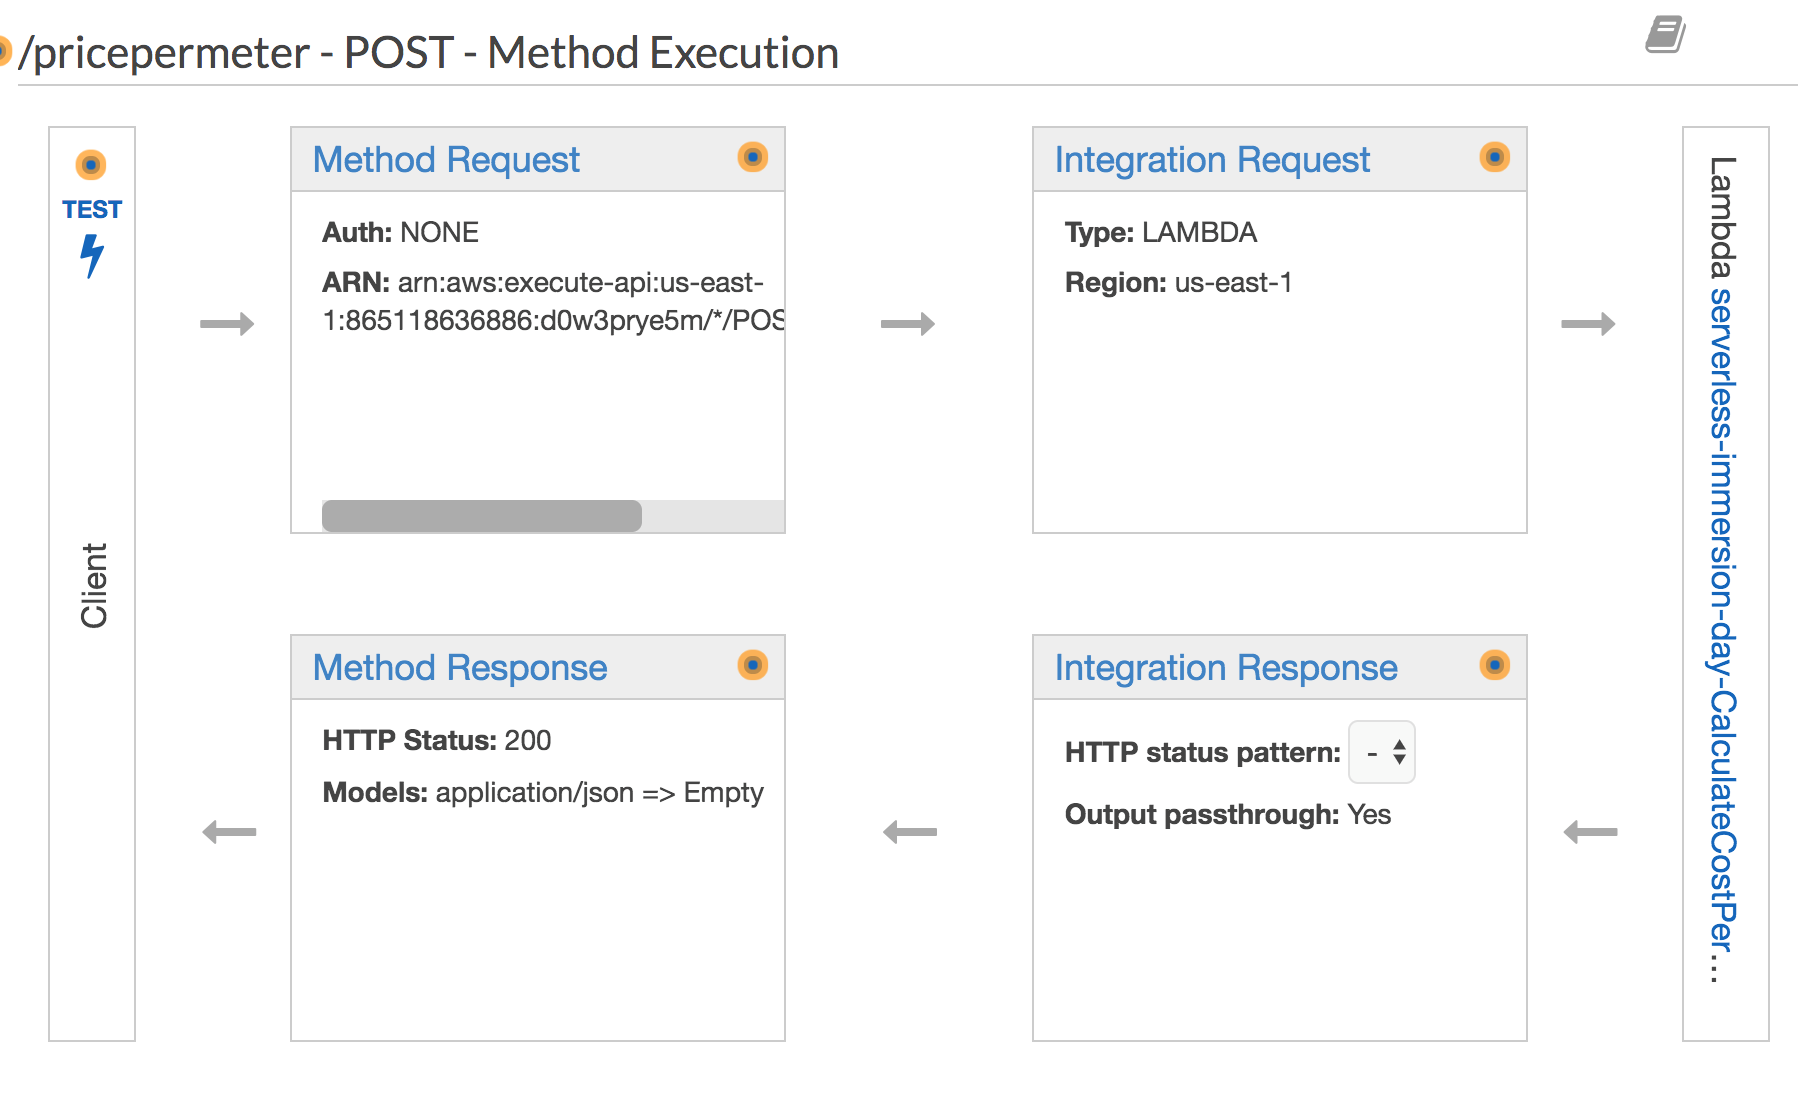 /pricepermeter - POST - Method Execution
TEST
Client
Method Request
Auth: NONE
ARN: arn:aws:execute-api:us-east-
1:865118636886:d0w3prye5m/*/POS
Integration Request
Type: LAMBDA
Region: us-east-1
Lambda serverless-immersion-day-CalculateCostPer...
Method Response
HTTP Status: 200
Models: application/json => Empty
Integration Response
HTTP status pattern: -
Output passthrough: Yes